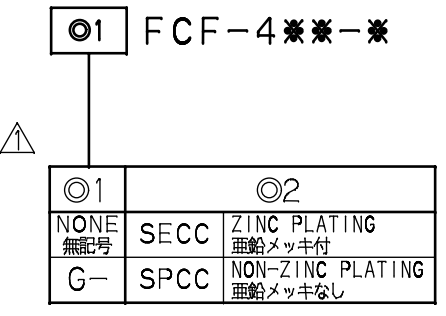 ◎1 FCF-4※※-※
1
◎1 ◎2
NONE
無記号
SECC
ZINC PLATING
亜鉛メッキ付
G- SPCC
NON-ZINC PLATING
亜鉛メッキなし